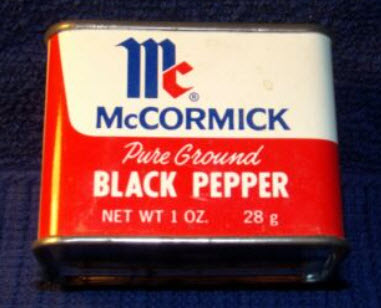 Mc®
McCORMICK
Pure Ground
BLACK PEPPER
NET WT 1 OZ. 28 g